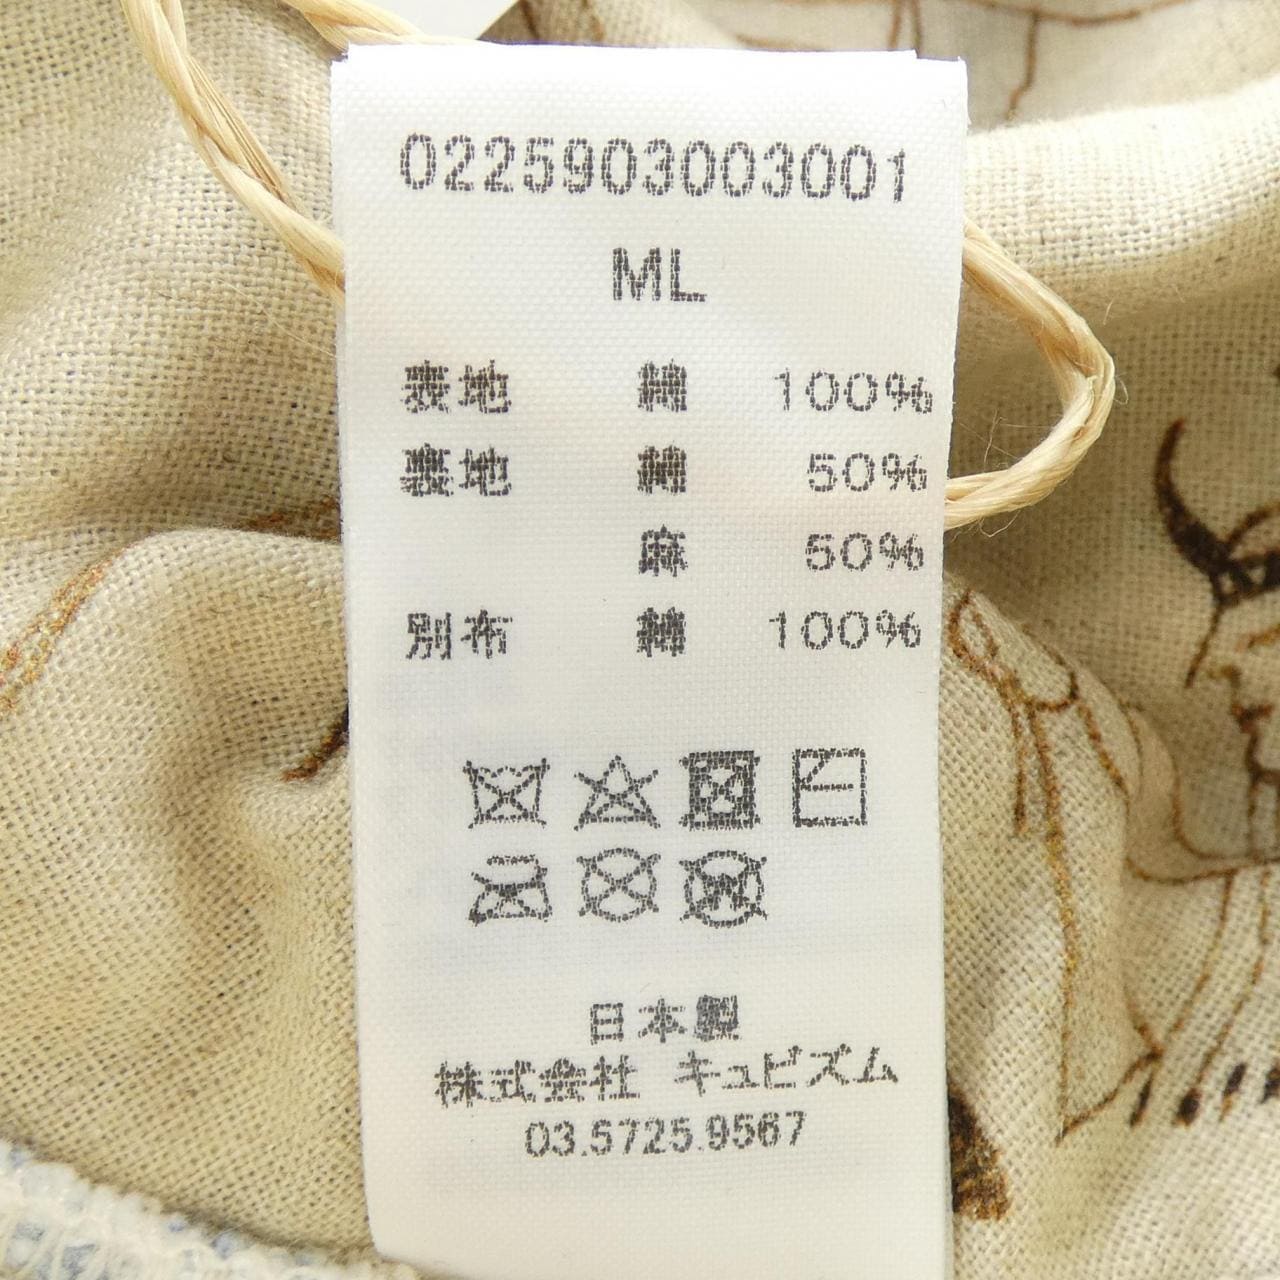 0225903003001
ML
表地 綿 100%
裏地 綿 50%
麻 50%
別布 綿 100%
日本製
株式会社 キュビズム
03.5725.9567